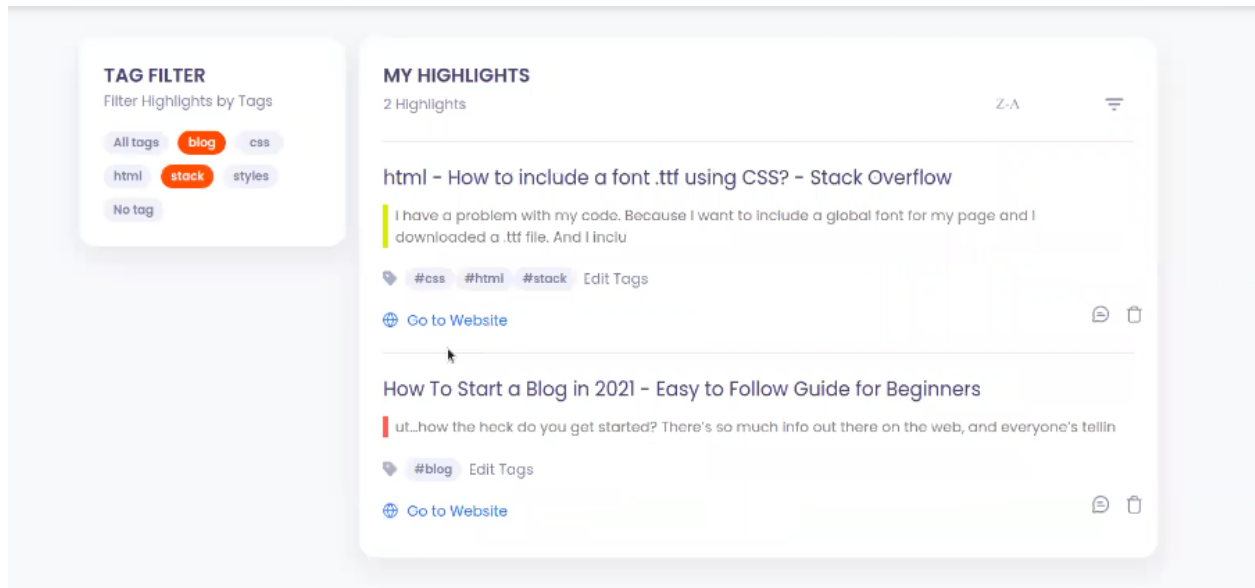 TAG FILTER
Filter Highlights by Tags
All tags blog css
html stack styles
No tag
MY HIGHLIGHTS
2 Highlights
Z-A
html - How to include a font .ttf using CSS? - Stack Overflow
I have a problem with my code. Because I want to include a global font for my page and I
downloaded a .ttf file. And I inclu
#css #html #stack Edit Tags
Go to Website
How To Start a Blog in 2021 - Easy to Follow Guide for Beginners
ut...how the heck do you get started? There's so much info out there on the web, and everyone's tellin
#blog Edit Tags
Go to Website